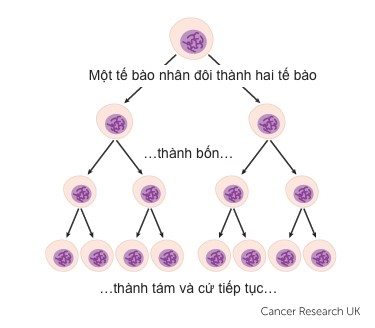 Một tế bào nhân đôi thành hai tế bào
...thành bốn...
...thành tám và cứ tiếp tục...
Cancer Research UK